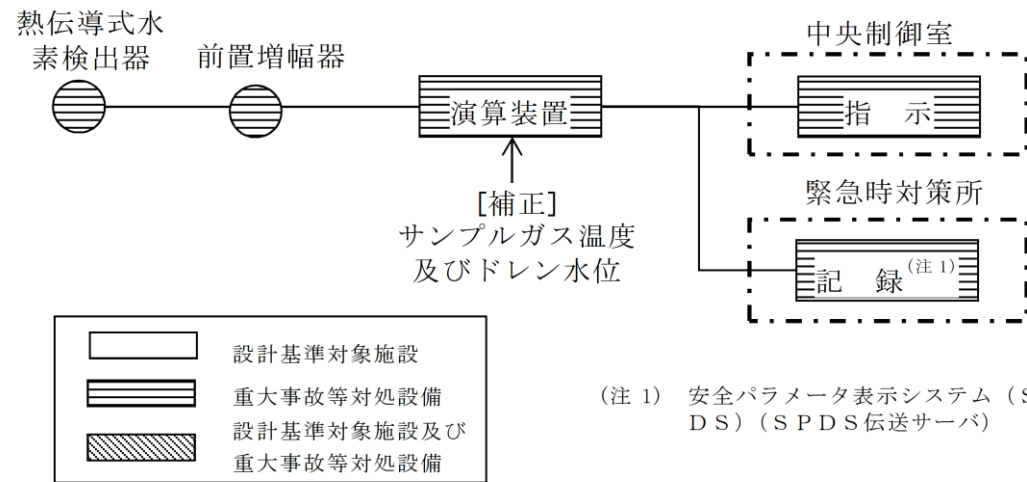 熱伝導式水
素検出器
前置増幅器
演算装置
[補正]
サンプルガス温度
及びドレン水位
中央制御室
指 示
緊急時対策所
記 録(注1)
設計基準対象施設
重大事故等対処設備
設計基準対象施設及び
重大事故等対処設備
(注 1) 安全パラメータ表示システム(S
DS)(SPDS伝送サーバ)